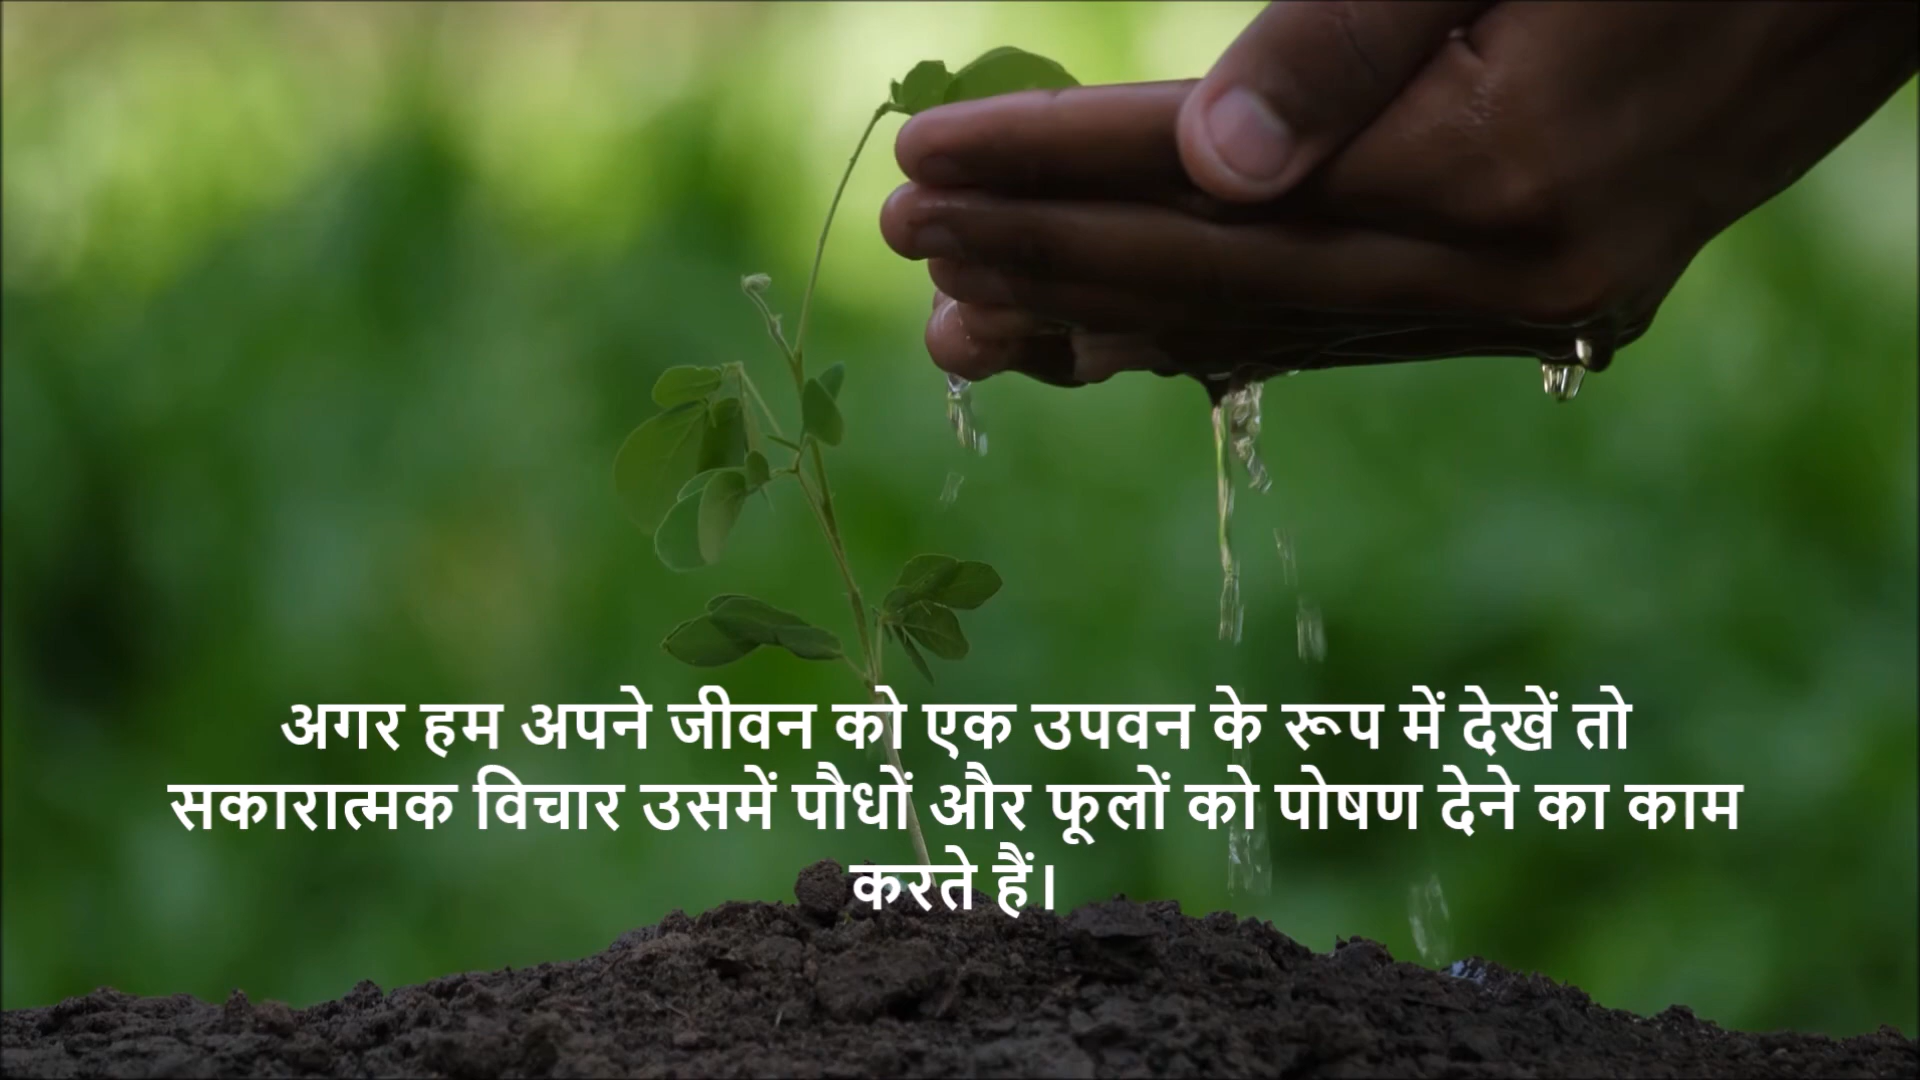 अगर हम अपने जीवन को एक उपवन के रूप में देखें तो
सकारात्मक विचार उसमें पौधों और फूलों को पोषण देने का काम
करते हैं।